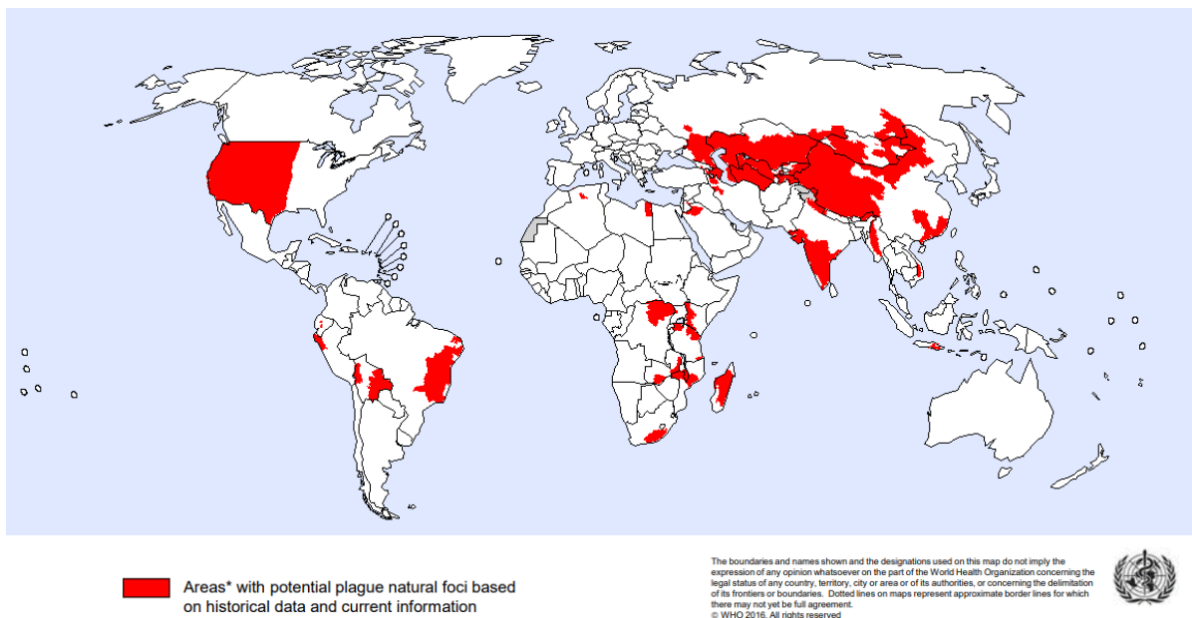 Areas* with potential plague natural foci based
on historical data and current information
The boundaries and names shown and the designations used on this map do not imply the
expression of any opinion whatsoever on the part of the World Health Organization concerning the
legal status of any country, territory, city or area or of its authorities, or concerning the delimitation
of its frontiers or boundaries.  Dotted lines on maps represent approximate border lines for which
there may not yet be full agreement.
© WHO 2016. All rights reserved